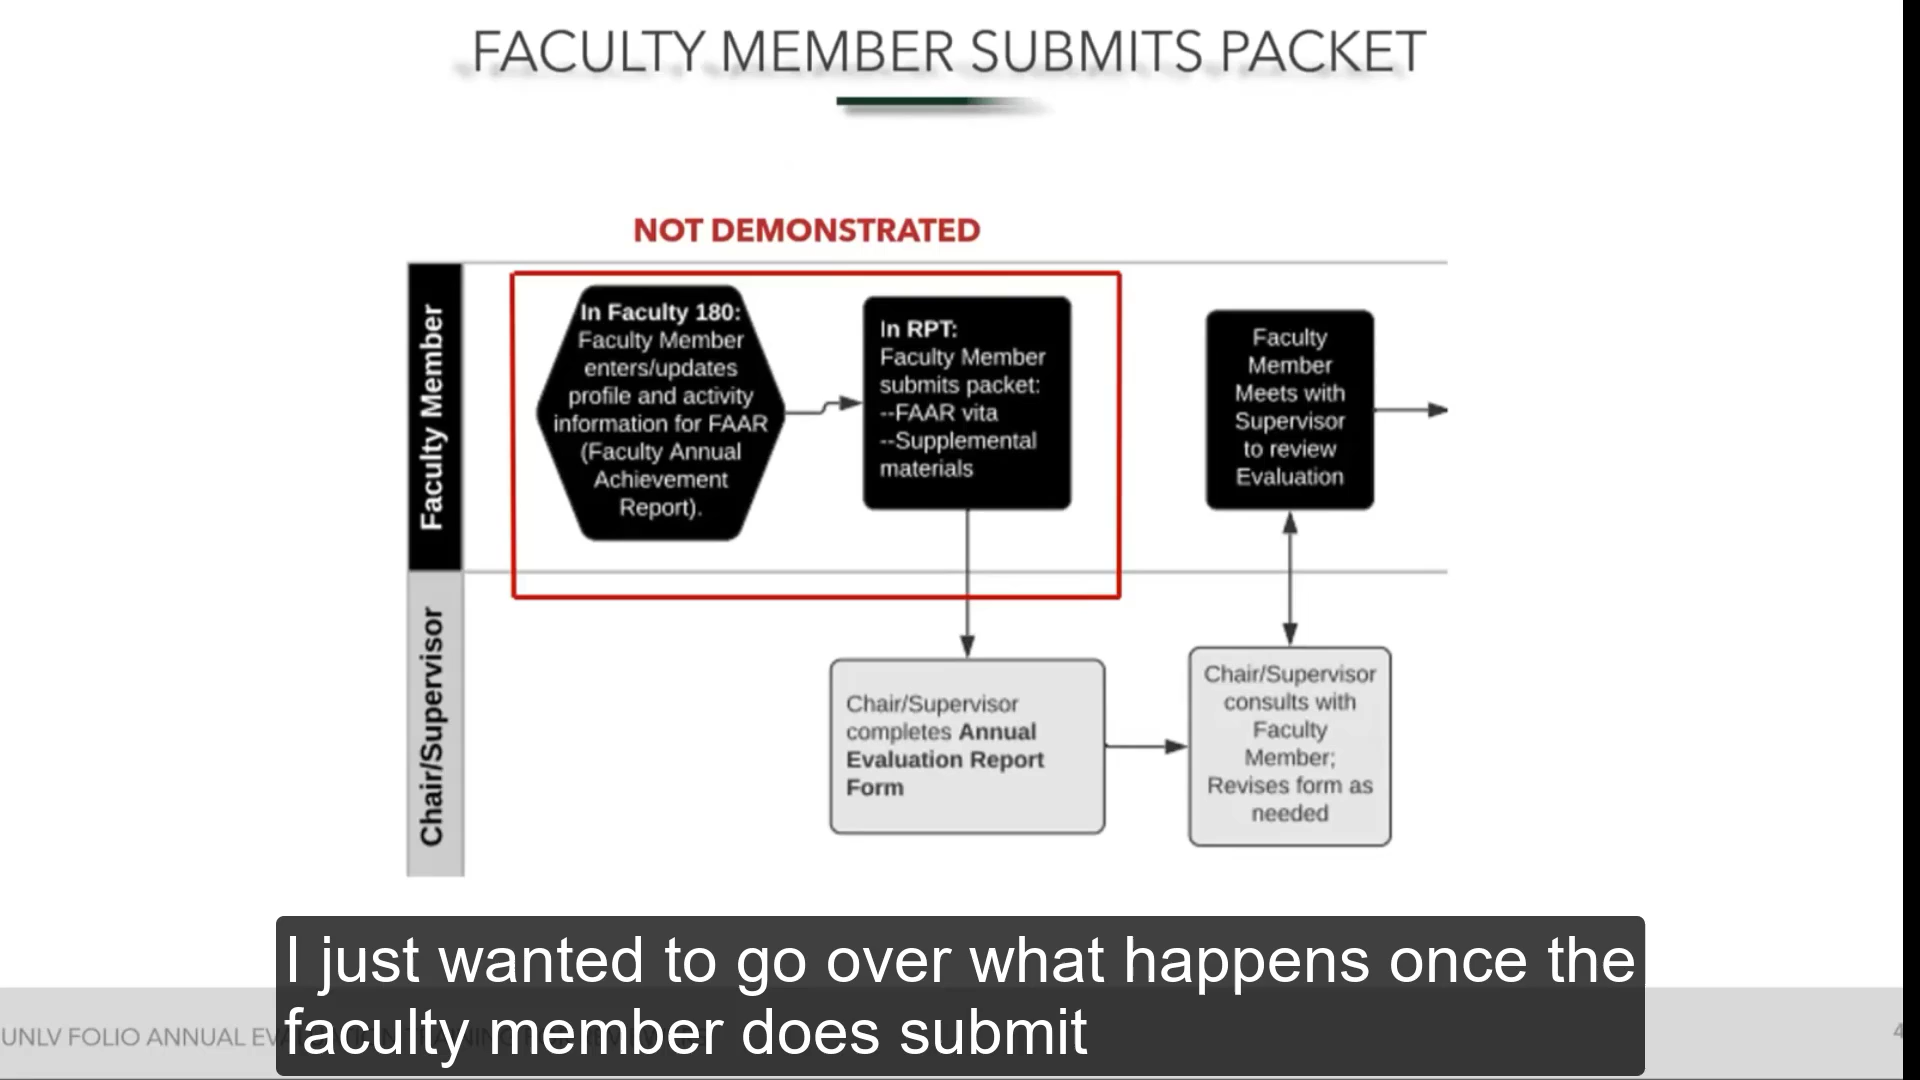 FACULTY MEMBER SUBMITS PACKET
NOT DEMONSTRATED
Faculty Member
In Faculty 180:
Faculty Member
enters/updates
profile and activity
information for FAAR
(Faculty Annual
Achievement
Report).
In RPT:
Faculty Member
submits packet:
--FAAR vita
--Supplemental
materials
Faculty
Member
Meets with
Supervisor
to review
Evaluation
Chair/Supervisor
Chair/Supervisor
completes Annual
Evaluation Report
Form
Chair/Supervisor
consults with
Faculty
Member;
Revises form as
needed
I just wanted to go over what happens once the
faculty member does submit
UNLV FOLIO ANNUAL
4